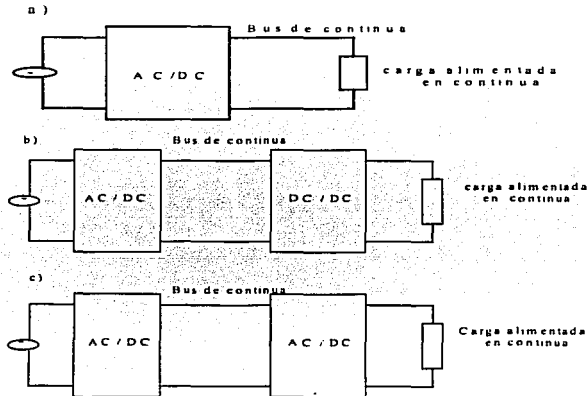 a)
Bus de continua
AC/DC
carga alimentada
en continua
b)
Bus de continua
AC/DC
DC/DC
carga alimentada
en continua
c)
Bus de continua
AC/DC
AC/DC
Carga alimentada
en continua